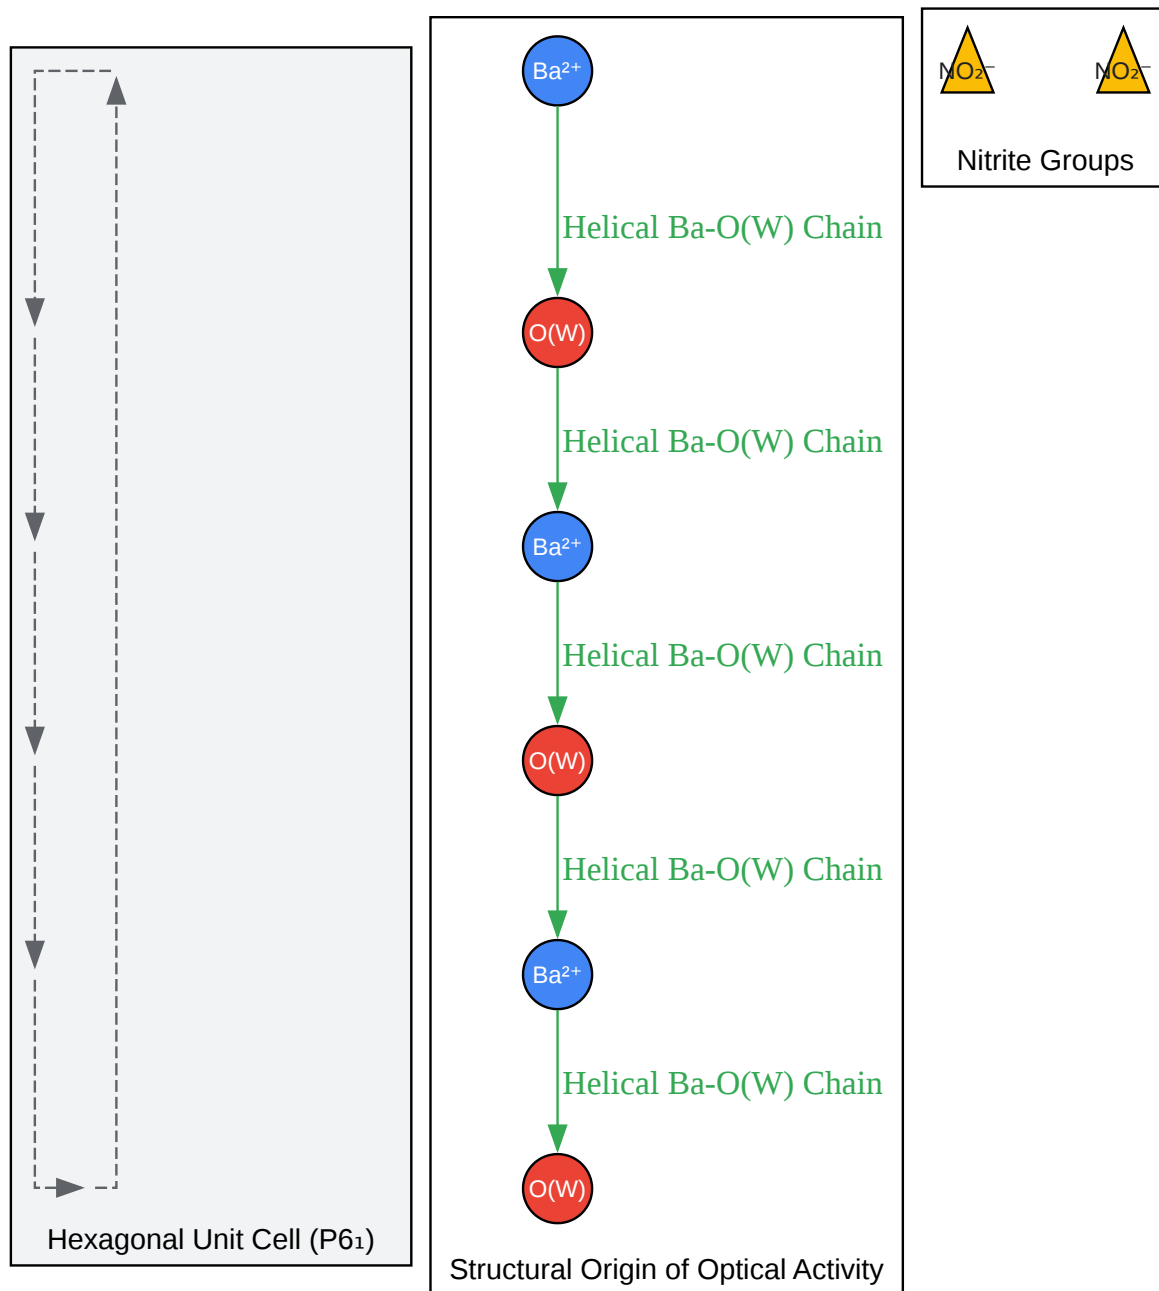 Hexagonal Unit Cell (P6₁)
Ba²⁺
Helical Ba-O(W) Chain
O(W)
Helical Ba-O(W) Chain
Ba²⁺
Helical Ba-O(W) Chain
O(W)
Helical Ba-O(W) Chain
Ba²⁺
Helical Ba-O(W) Chain
O(W)
Structural Origin of Optical Activity
NO₂⁻
NO₂⁻
Nitrite Groups